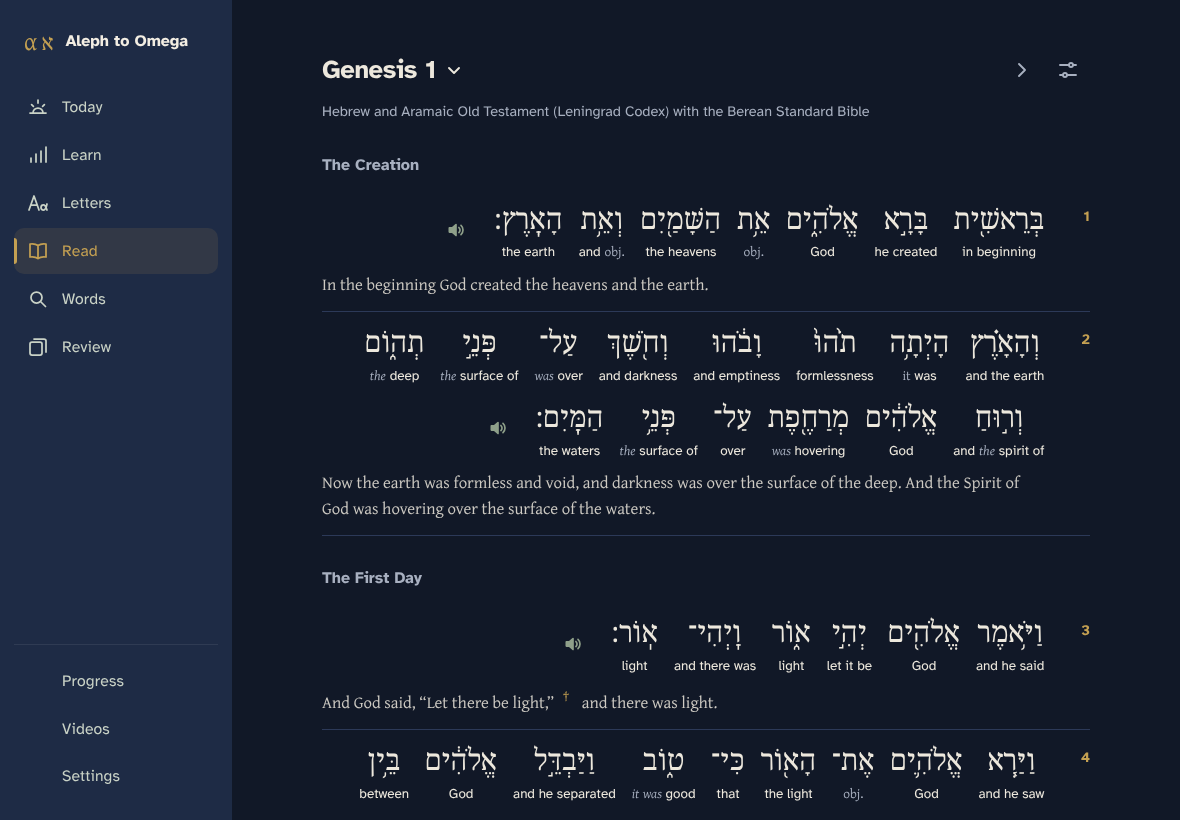 α א Aleph to Omega
Today
Learn
Aα Letters
Read
Words
Review
Progress
Videos
Settings
Genesis 1
Hebrew and Aramaic Old Testament (Leningrad Codex) with the Berean Standard Bible
The Creation
1
בְּרֵאשִׁ֖ית בָּרָ֣א אֱלֹהִ֑ים אֵ֥ת הַשָּׁמַ֖יִם וְאֵ֥ת הָאָֽרֶץ׃
the earth and obj. the heavens obj. God he created in beginning
In the beginning God created the heavens and the earth.
2
וְהָאָ֗רֶץ הָיְתָ֥ה תֹ֙הוּ֙ וָבֹ֔הוּ וְחֹ֖שֶׁךְ עַל־ פְּנֵ֣י תְה֑וֹם
the deep the surface of was over and darkness and emptiness formlessness it was and the earth
וְר֣וּחַ אֱלֹהִ֔ים מְרַחֶ֖פֶת עַל־ פְּנֵ֥י הַמָּֽיִם׃
the waters the surface of over was hovering God and the spirit of
Now the earth was formless and void, and darkness was over the surface of the deep. And the Spirit of
God was hovering over the surface of the waters.
The First Day
3
וַיֹּ֥אמֶר אֱלֹהִ֖ים יְהִ֣י א֑וֹר וַֽיְהִי־ אֽוֹר׃
light and there was light let it be God and he said
And God said, “Let there be light,” † and there was light.
4
וַיַּ֧רְא אֱלֹהִ֛ים אֶת־ הָא֖וֹר כִּי־ ט֑וֹב וַיַּבְדֵּ֣ל אֱלֹהִ֔ים בֵּ֥ין
between God and he separated it was good that the light obj. God and he saw